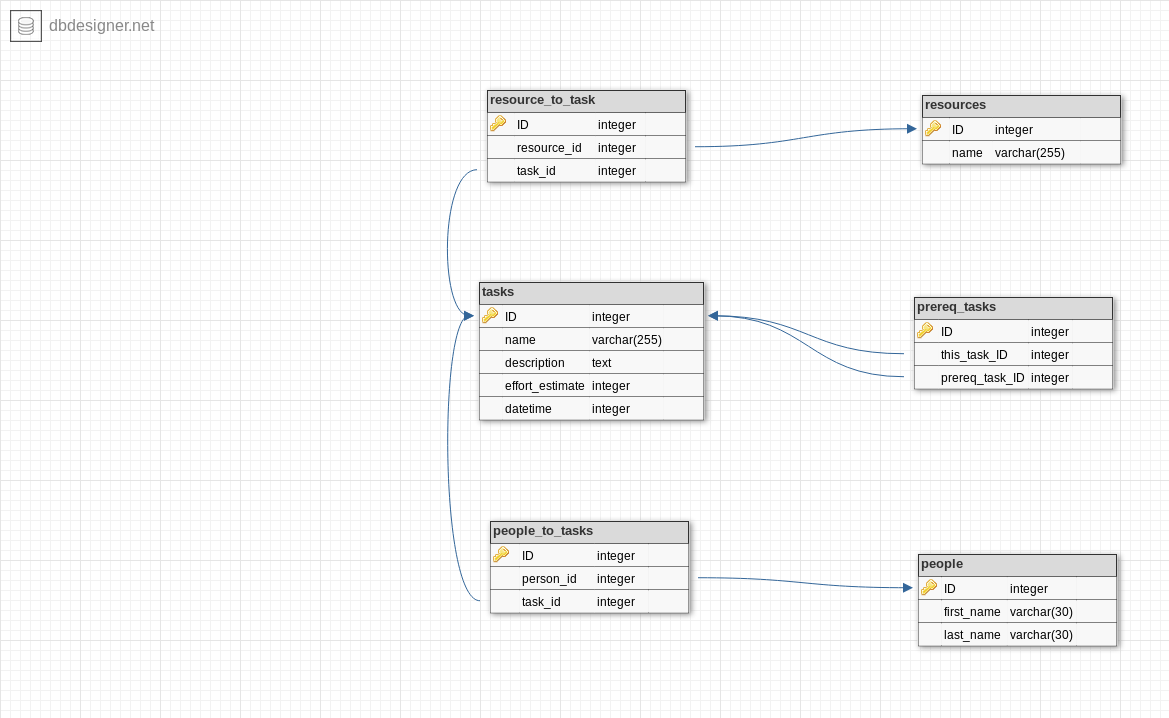 dbdesigner.net
resource_to_task
ID integer
resource_id integer
task_id integer
resources
ID integer
name varchar(255)
tasks
ID integer
name varchar(255)
description text
effort_estimate integer
datetime integer
prereq_tasks
ID integer
this_task_ID integer
prereq_task_ID integer
people_to_tasks
ID integer
person_id integer
task_id integer
people
ID integer
first_name varchar(30)
last_name varchar(30)